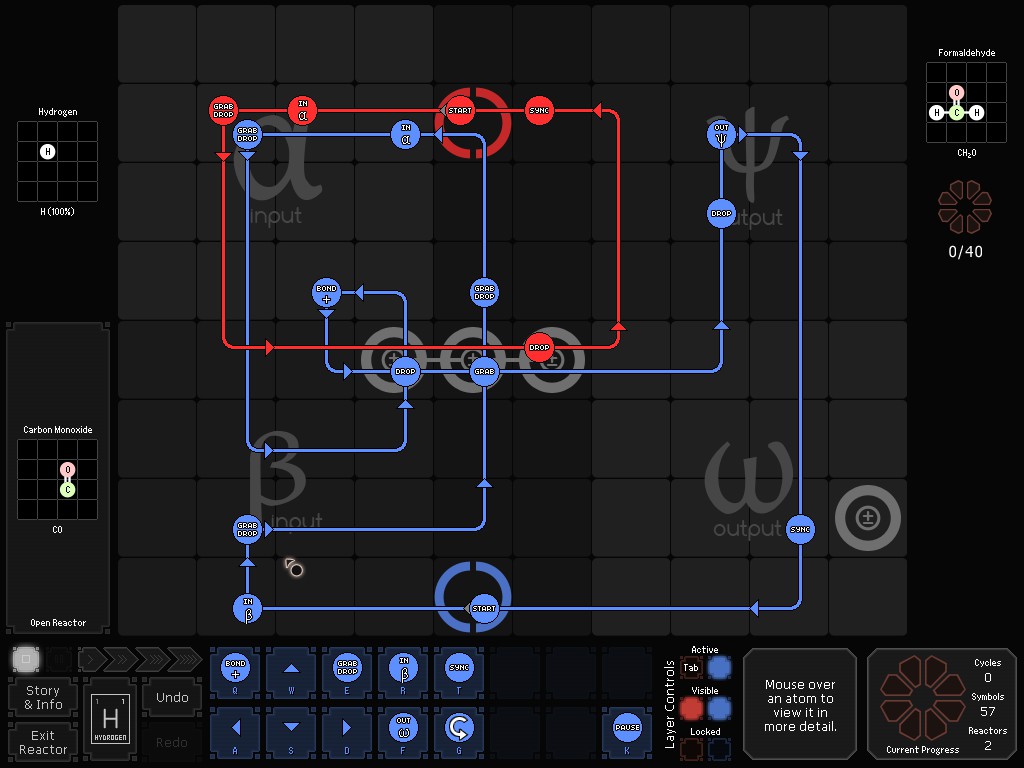 Hydrogen
H
H (100%)
Carbon Monoxide
O
C
CO
Open Reactor
GRAB
DROP
IN
α
START
SYNC
GRAB
DROP
IN
α
α
input
OUT
ψ
ψ
output
DROP
BOND
+
GRAB
DROP
DROP
DROP
GRAB
β
input
GRAB
DROP
ω
output
SYNC
IN
β
START
Formaldehyde
O
H C H
CH₂O
0/40
Story
& Info
Undo
Exit
Reactor
Redo
1 1
H
HYDROGEN
BOND
+
Q
W
GRAB
DROP
E
IN
β
R
SYNC
T
A
S
D
OUT
ω
F
G
PAUSE
K
Layer Controls
Active
Tab
Visible
Locked
Mouse over
an atom to
view it in
more detail.
Cycles
0
Symbols
57
Reactors
2
Current Progress